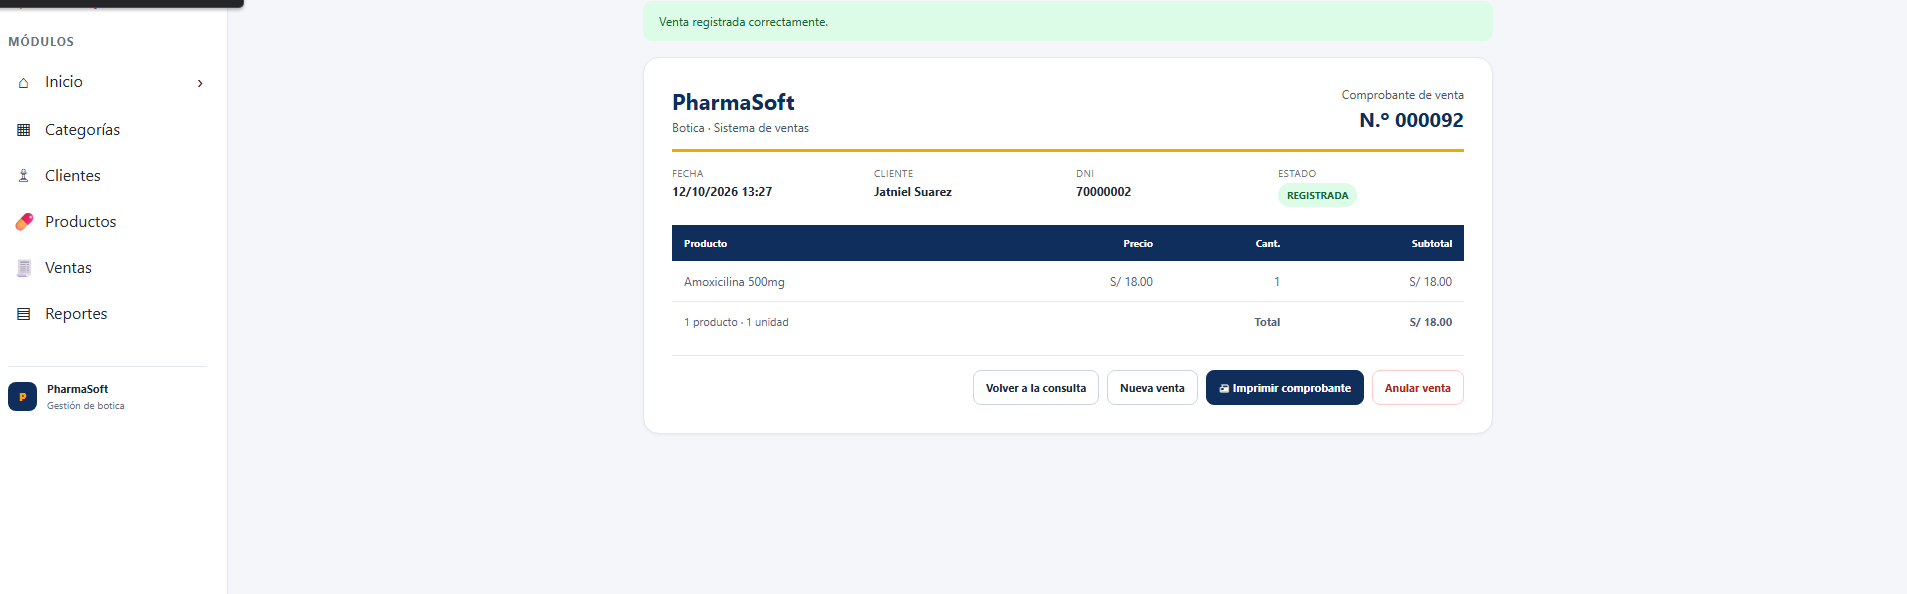 MÓDULOS
Inicio
Categorías
Clientes
Productos
Ventas
Reportes
P
PharmaSoft
Gestión de botica
Venta registrada correctamente.
PharmaSoft
Botica · Sistema de ventas
Comprobante de venta
N.º 000092
FECHA CLIENTE DNI ESTADO
12/10/2026 13:27 Jatniel Suarez 70000002 REGISTRADA
Producto Precio Cant. Subtotal
Amoxicilina 500mg S/ 18.00 1 S/ 18.00
1 producto · 1 unidad Total S/ 18.00
Volver a la consulta Nueva venta Imprimir comprobante Anular venta